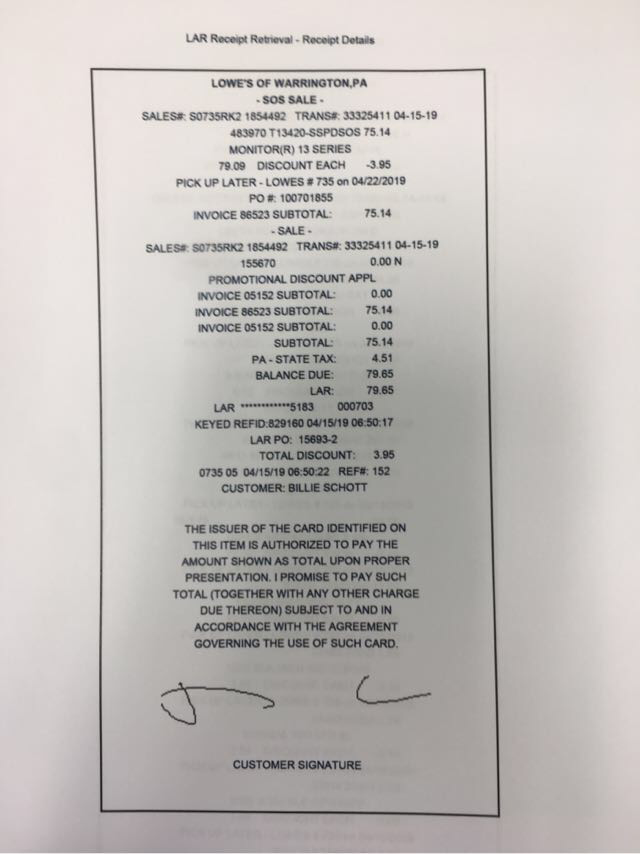 LAR Receipt Retrieval - Receipt Details
LOWE'S OF WARRINGTON,PA
- SOS SALE -
SALES#: S0735RK2 1854492 TRANS#: 33325411 04-15-19
483970 T13420-SSPDSOS 75.14
MONITOR(R) 13 SERIES
79.09 DISCOUNT EACH -3.95
PICK UP LATER - LOWES # 735 on 04/22/2019
PO #: 100701855
INVOICE 86523 SUBTOTAL: 75.14
- SALE -
SALES#: S0735RK2 1854492 TRANS#: 33325411 04-15-19
155670 0.00 N
PROMOTIONAL DISCOUNT APPL
INVOICE 05152 SUBTOTAL: 0.00
INVOICE 86523 SUBTOTAL: 75.14
INVOICE 05152 SUBTOTAL: 0.00
SUBTOTAL: 75.14
PA - STATE TAX: 4.51
BALANCE DUE: 79.65
LAR: 79.65
LAR ************5183 000703
KEYED REFID:829160 04/15/19 06:50:17
LAR PO: 15693-2
TOTAL DISCOUNT: 3.95
0735 05 04/15/19 06:50:22 REF#: 152
CUSTOMER: BILLIE SCHOTT
THE ISSUER OF THE CARD IDENTIFIED ON
THIS ITEM IS AUTHORIZED TO PAY THE
AMOUNT SHOWN AS TOTAL UPON PROPER
PRESENTATION. I PROMISE TO PAY SUCH
TOTAL (TOGETHER WITH ANY OTHER CHARGE
DUE THEREON) SUBJECT TO AND IN
ACCORDANCE WITH THE AGREEMENT
GOVERNING THE USE OF SUCH CARD.
CUSTOMER SIGNATURE